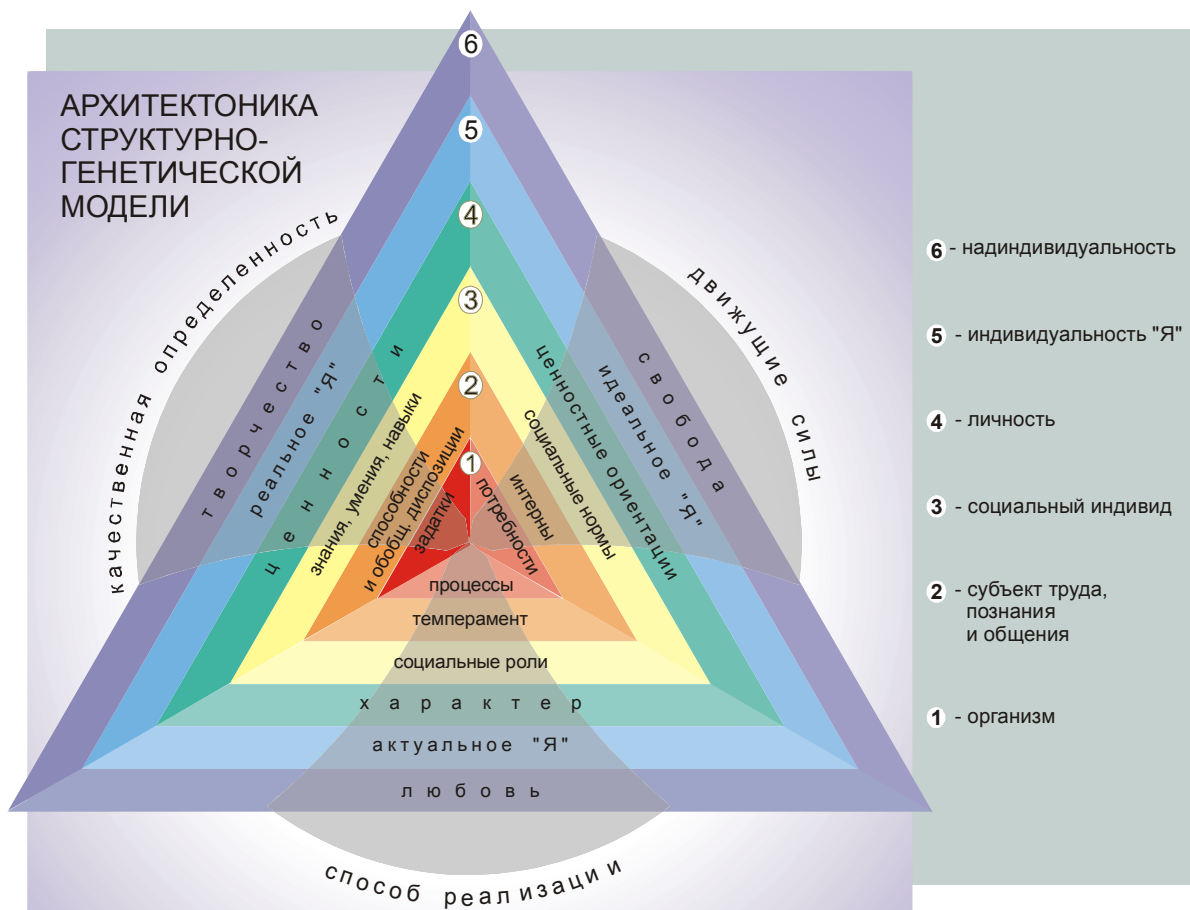 АРХИТЕКТОНИКА
СТРУКТУРНО-
ГЕНЕТИЧЕСКОЙ
МОДЕЛИ
качественная определенность
движущие силы
способ реализации
6
5
4
3
2
1
творчество
реальное "Я"
ценности
знания, умения, навыки
способности
и обобщ. диспозиции
задатки
потребности
интерны
социальные нормы
ценностные ориентации
идеальное "Я"
свобода
процессы
темперамент
социальные роли
характер
актуальное "Я"
любовь
6 - надиндивидуальность
5 - индивидуальность "Я"
4 - личность
3 - социальный индивид
2 - субъект труда,
познания
и общения
1 - организм